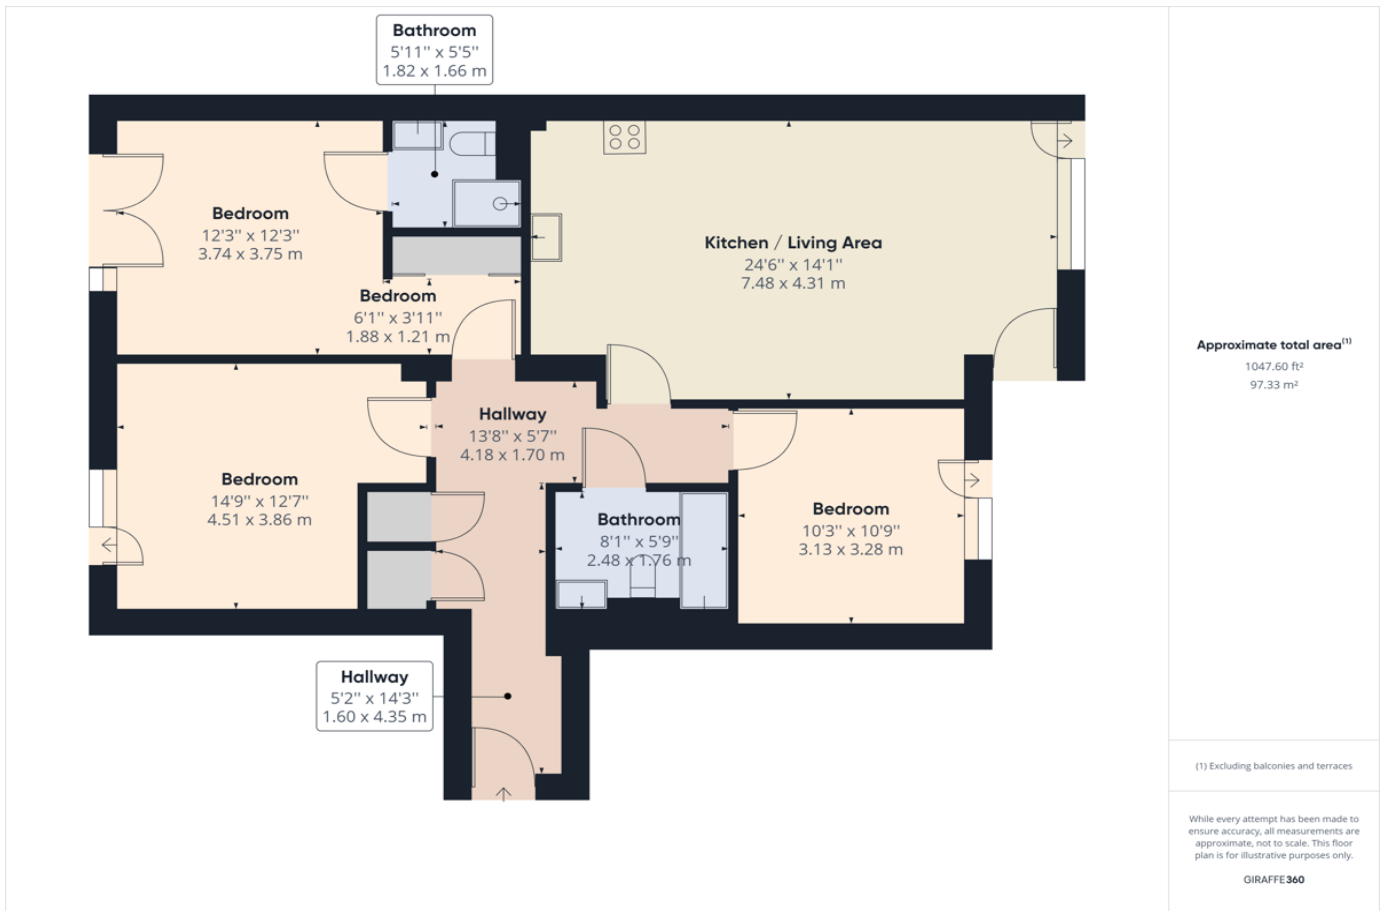 Bathroom
5'11'' x 5'5''
1.82 x 1.66 m
Bedroom
12'3'' x 12'3''
3.74 x 3.75 m
Kitchen / Living Area
24'6'' x 14'1''
7.48 x 4.31 m
Bedroom
6'1'' x 3'11''
1.88 x 1.21 m
Hallway
13'8'' x 5'7''
4.18 x 1.70 m
Bedroom
14'9'' x 12'7''
4.51 x 3.86 m
Bathroom
8'1'' x 5'9''
2.48 x 1.76 m
Bedroom
10'3'' x 10'9''
3.13 x 3.28 m
Hallway
5'2'' x 14'3''
1.60 x 4.35 m
Approximate total area(1)
1047.60 ft²
97.33 m²
(1) Excluding balconies and terraces
While every attempt has been made to
ensure accuracy, all measurements are
approximate, not to scale. This floor
plan is for illustrative purposes only.
GIRAFFE360